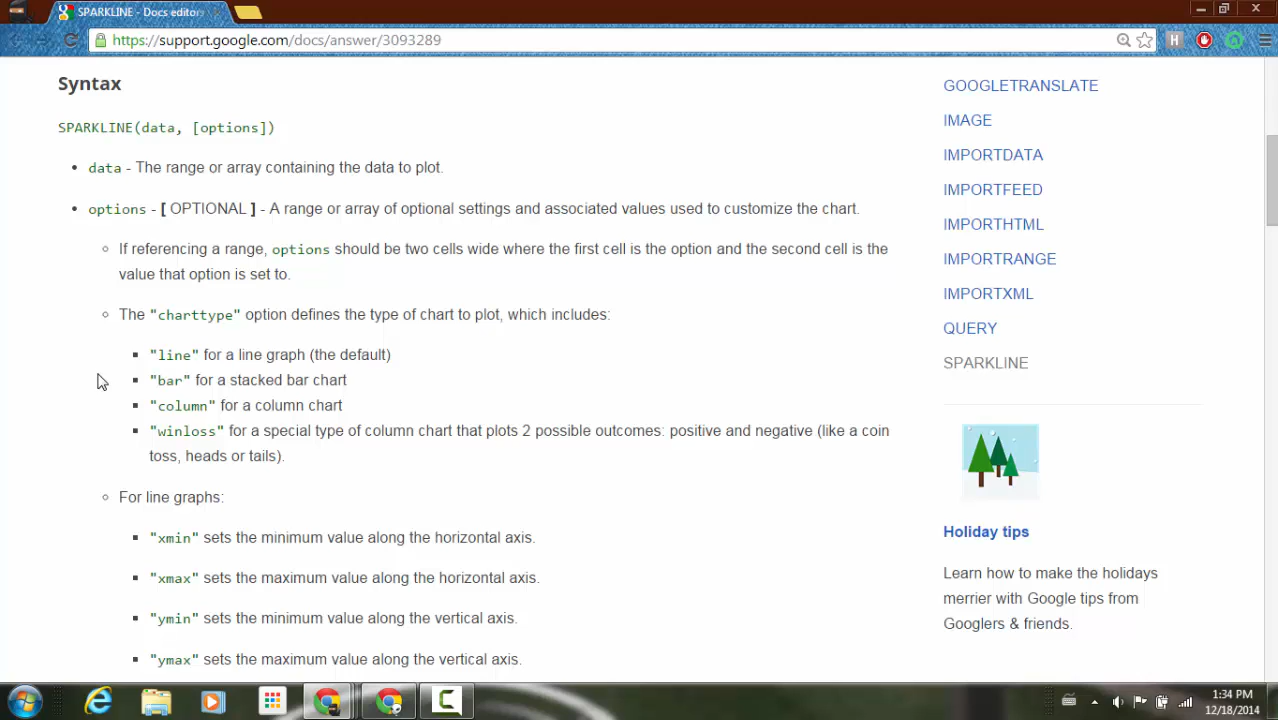 SPARKLINE - Docs editor
https://support.google.com/docs/answer/3093289
H
Syntax
SPARKLINE(data, [options])
data - The range or array containing the data to plot.
options - [ OPTIONAL ] - A range or array of optional settings and associated values used to customize the chart.
If referencing a range, options should be two cells wide where the first cell is the option and the second cell is the
value that option is set to.
The "charttype" option defines the type of chart to plot, which includes:
"line" for a line graph (the default)
"bar" for a stacked bar chart
"column" for a column chart
"winloss" for a special type of column chart that plots 2 possible outcomes: positive and negative (like a coin
toss, heads or tails).
For line graphs:
"xmin" sets the minimum value along the horizontal axis.
"xmax" sets the maximum value along the horizontal axis.
"ymin" sets the minimum value along the vertical axis.
"ymax" sets the maximum value along the vertical axis.
GOOGLETRANSLATE
IMAGE
IMPORTDATA
IMPORTFEED
IMPORTHTML
IMPORTRANGE
IMPORTXML
QUERY
SPARKLINE
Holiday tips
Learn how to make the holidays
merrier with Google tips from
Googlers & friends.
1:34 PM
12/18/2014